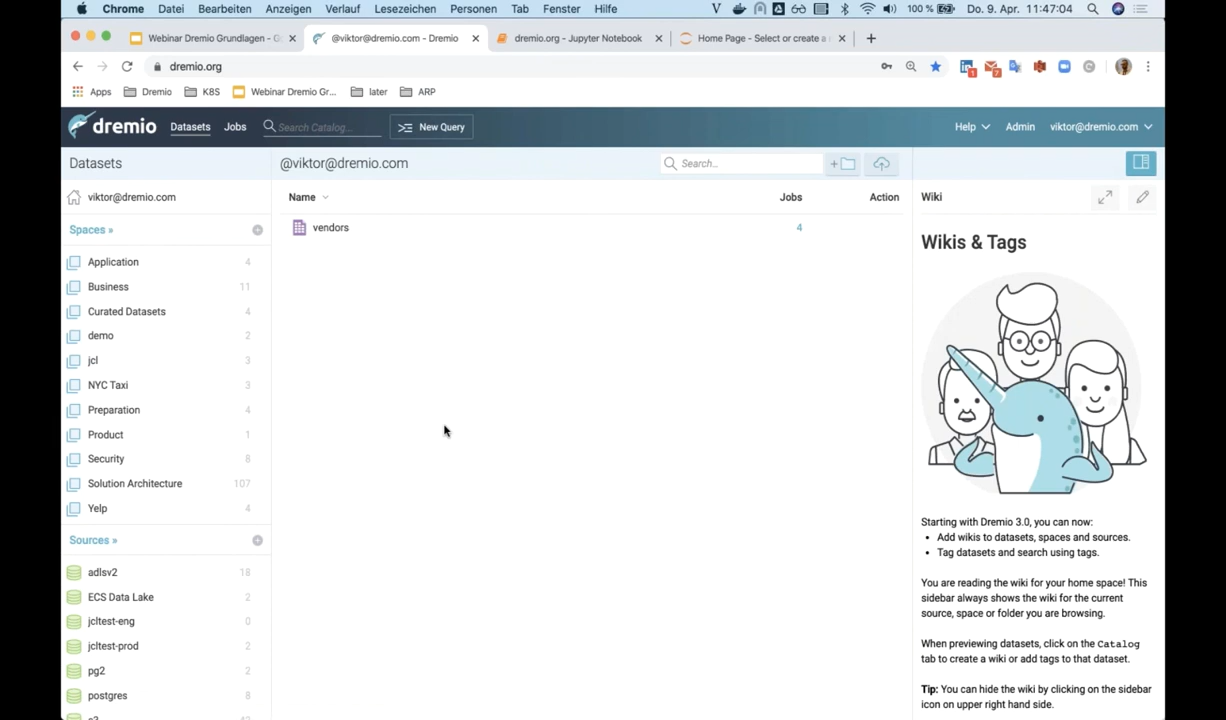 Chrome Datei Bearbeiten Anzeigen Verlauf Lesezeichen Personen Tab Fenster Hilfe 100 % Do. 9. Apr. 11:47:04
Webinar Dremio Grundlagen - G @viktor@dremio.com - Dremio dremio.org - Jupyter Notebook Home Page - Select or create a
dremio.org
Apps Dremio K8S Webinar Dremio Gr... later ARP
dremio Datasets Jobs Search Catalog... New Query Help Admin viktor@dremio.com
Datasets @viktor@dremio.com Search...
viktor@dremio.com Name Jobs Action Wiki
Spaces » vendors 4
Wikis & Tags
Application 4
Business 11
Curated Datasets 4
demo 2
jcl 3
NYC Taxi 3
Preparation 4
Product 1
Security 8
Solution Architecture 107
Yelp 4
Sources »
adlsv2 18
ECS Data Lake 2
jcltest-eng 0
jcltest-prod 2
pg2 2
postgres 8
Starting with Dremio 3.0, you can now:
• Add wikis to datasets, spaces and sources.
• Tag datasets and search using tags.
You are reading the wiki for your home space! This
sidebar always shows the wiki for the current
source, space or folder you are browsing.
When previewing datasets, click on the Catalog
tab to create a wiki or add tags to that dataset.
Tip: You can hide the wiki by clicking on the sidebar
icon on upper right hand side.